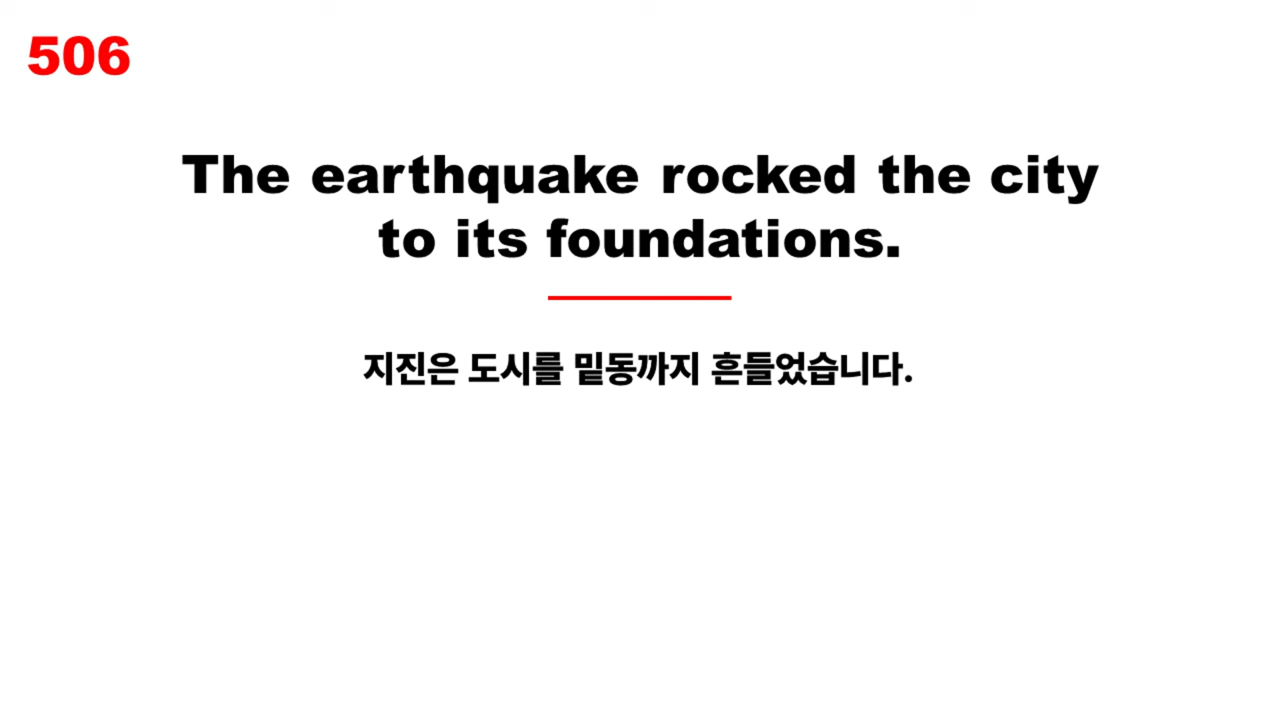 506
The earthquake rocked the city
to its foundations.
지진은 도시를 밑동까지 흔들었습니다.